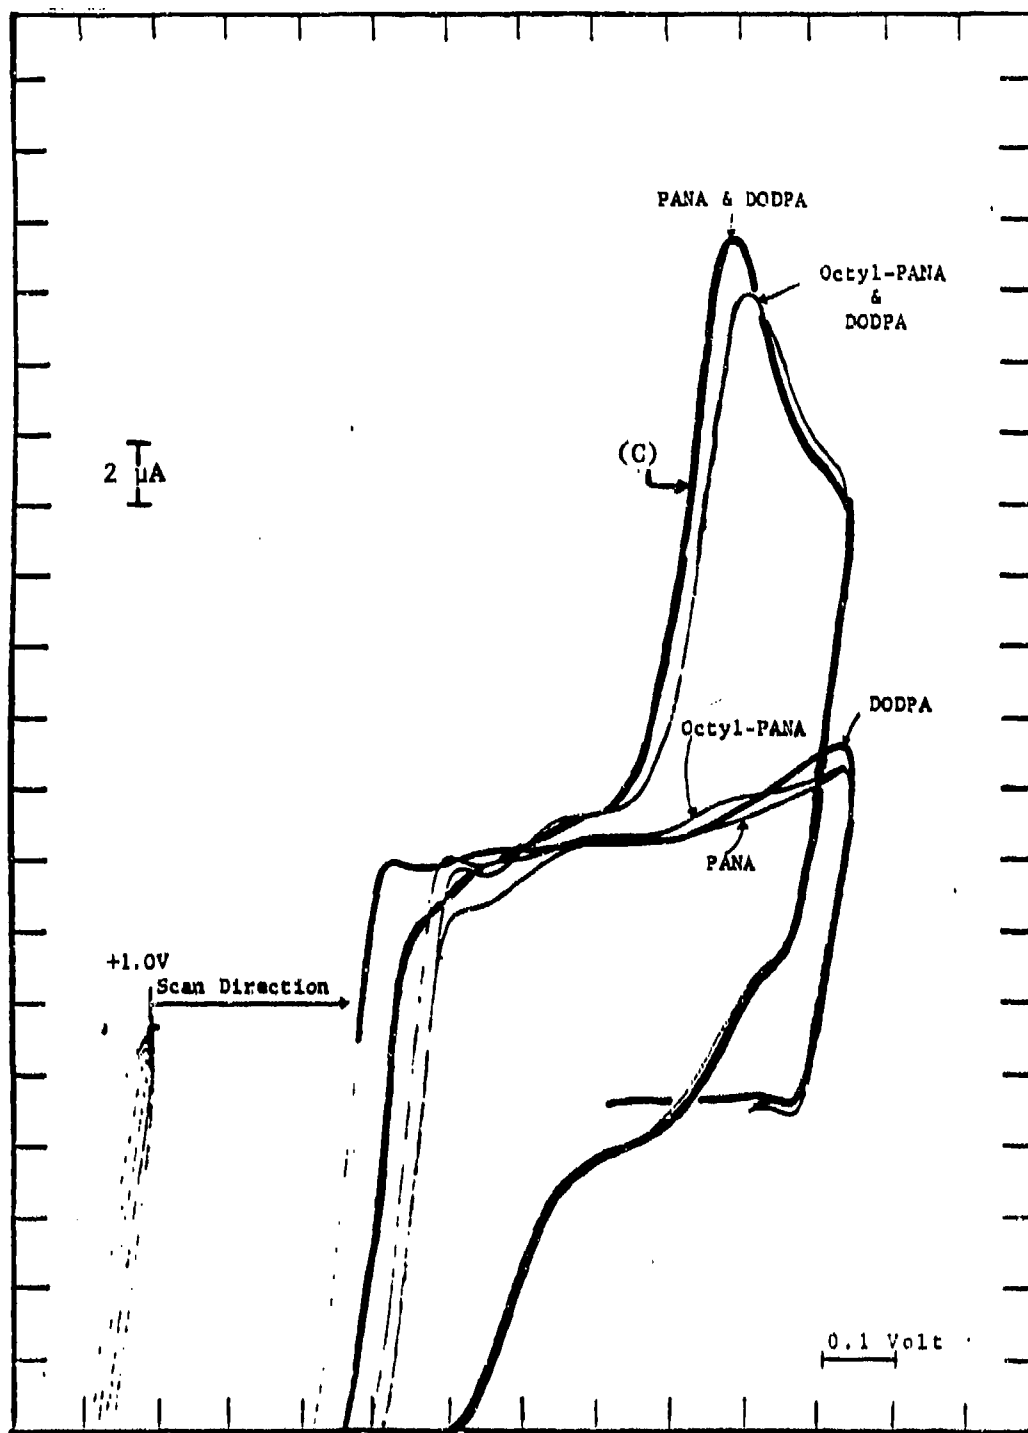 PANA & DODPA
Octyl-PANA
&
DODPA
(C)
2 µA
DODPA
Octyl-PANA
PANA
+1.0V
Scan Direction
0.1 Volt